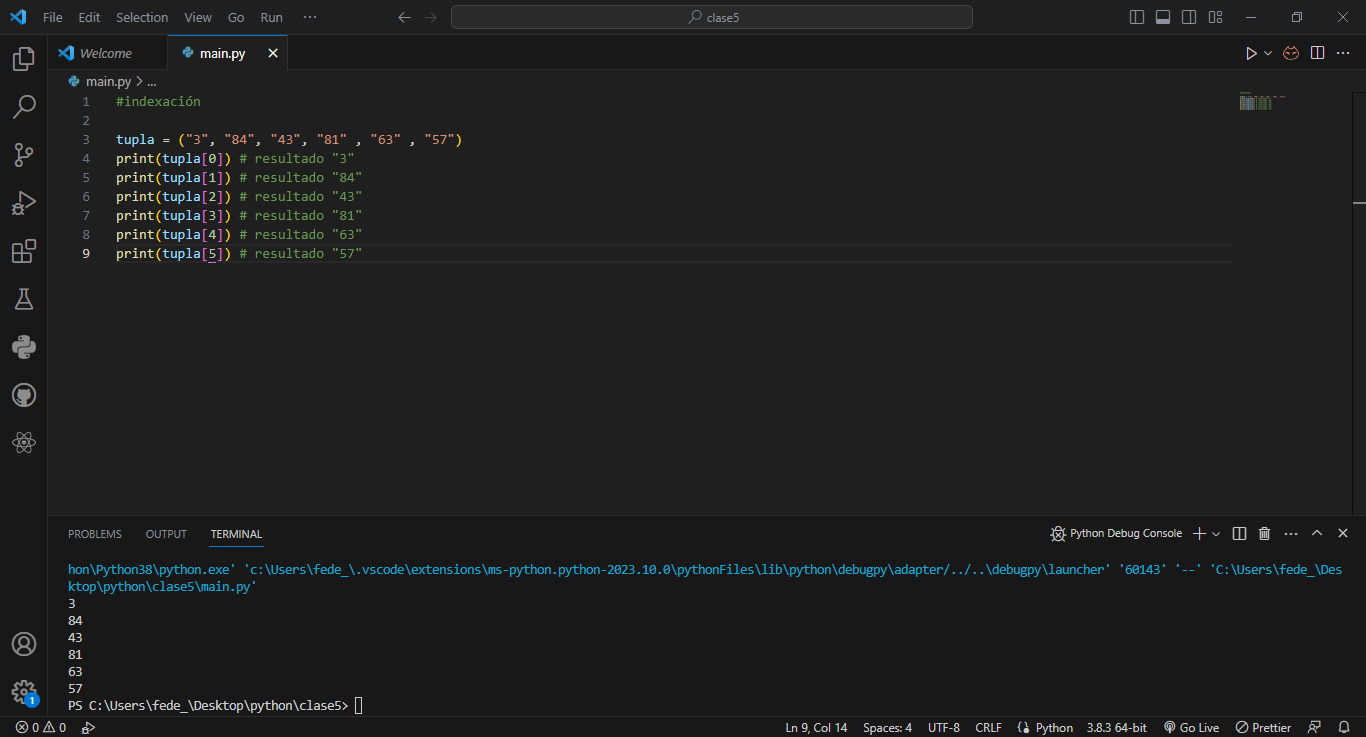 File Edit Selection View Go Run ···
clase5
Welcome main.py
main.py > ...
1 #indexación
2
3 tupla = ("3", "84", "43", "81" , "63" , "57")
4 print(tupla[0]) # resultado "3"
5 print(tupla[1]) # resultado "84"
6 print(tupla[2]) # resultado "43"
7 print(tupla[3]) # resultado "81"
8 print(tupla[4]) # resultado "63"
9 print(tupla[5]) # resultado "57"
PROBLEMS OUTPUT TERMINAL
Python Debug Console
hon\Python38\python.exe' 'c:\Users\fede_\.vscode\extensions\ms-python.python-2023.10.0\pythonFiles\lib\python\debugpy\adapter/../..\debugpy\launcher' '60143' '--' 'C:\Users\fede_\Des
ktop\python\clase5\main.py'
3
84
43
81
63
57
PS C:\Users\fede_\Desktop\python\clase5>
1
0 0 Ln 9, Col 14 Spaces: 4 UTF-8 CRLF Python 3.8.3 64-bit Go Live Prettier